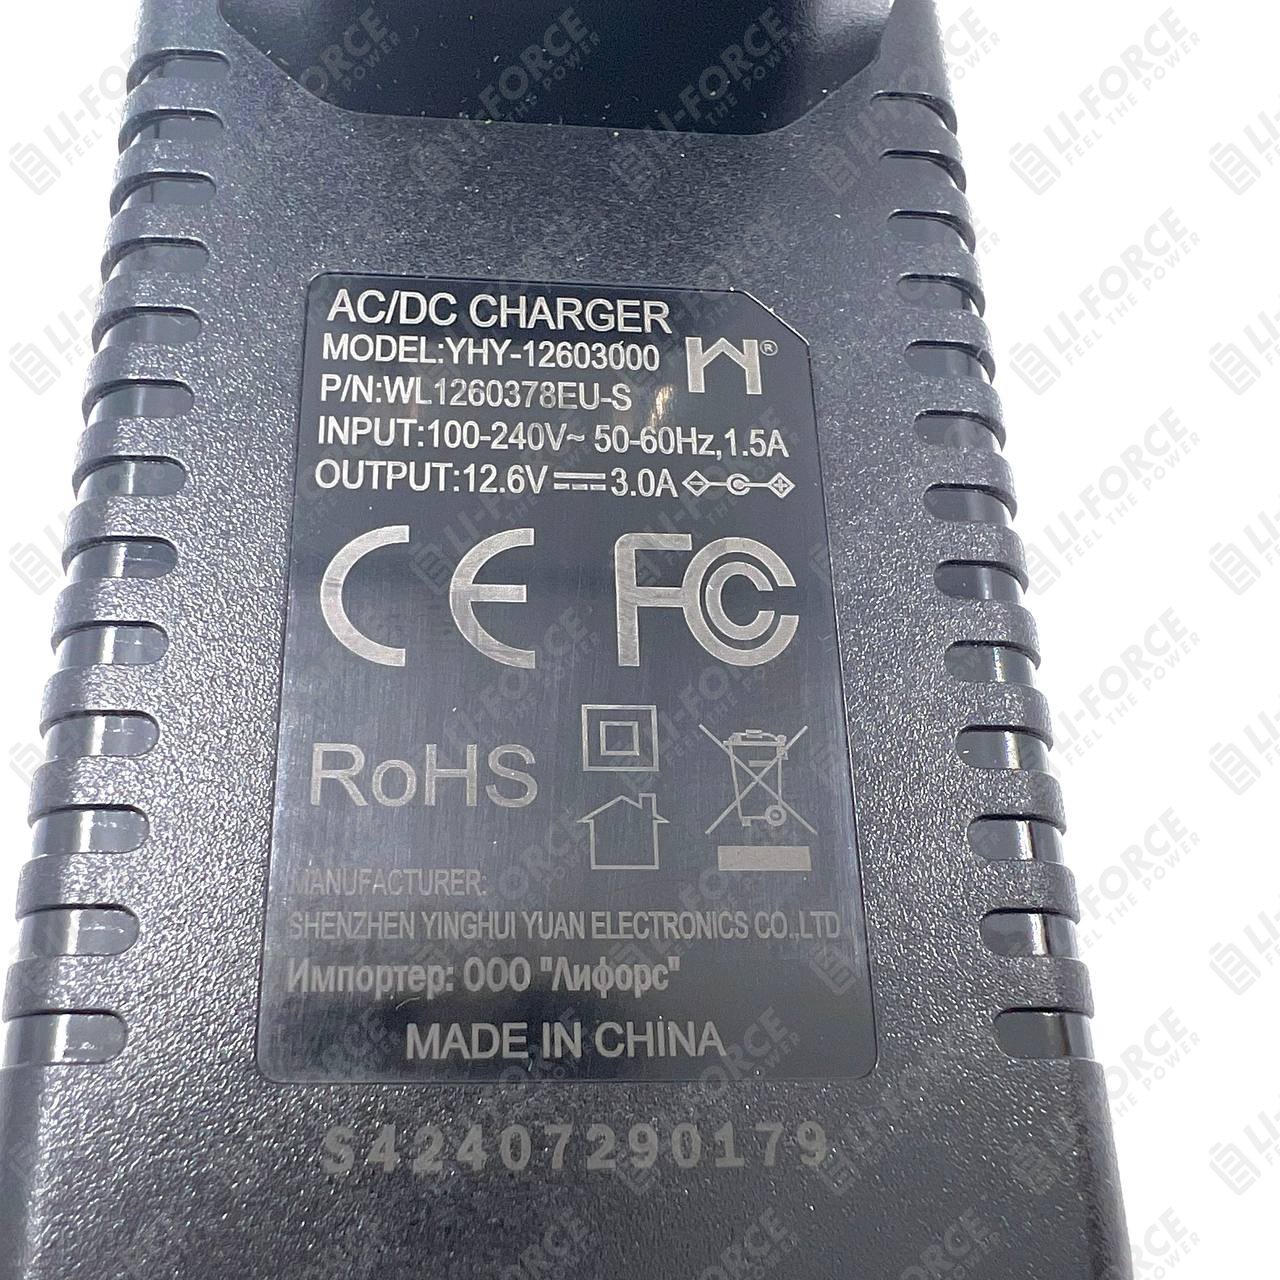 AC/DC CHARGER
MODEL:YHY-12603000
P/N:WL1260378EU-S
INPUT:100-240V~ 50-60Hz,1.5A
OUTPUT:12.6V⎓3.0A
CE FC
RoHS
MANUFACTURER:
SHENZHEN YINGHUI YUAN ELECTRONICS CO.,LTD
Импортер: ООО "Лифорс"
MADE IN CHINA
S42407290179
LI-FORCE
FEEL THE POWER